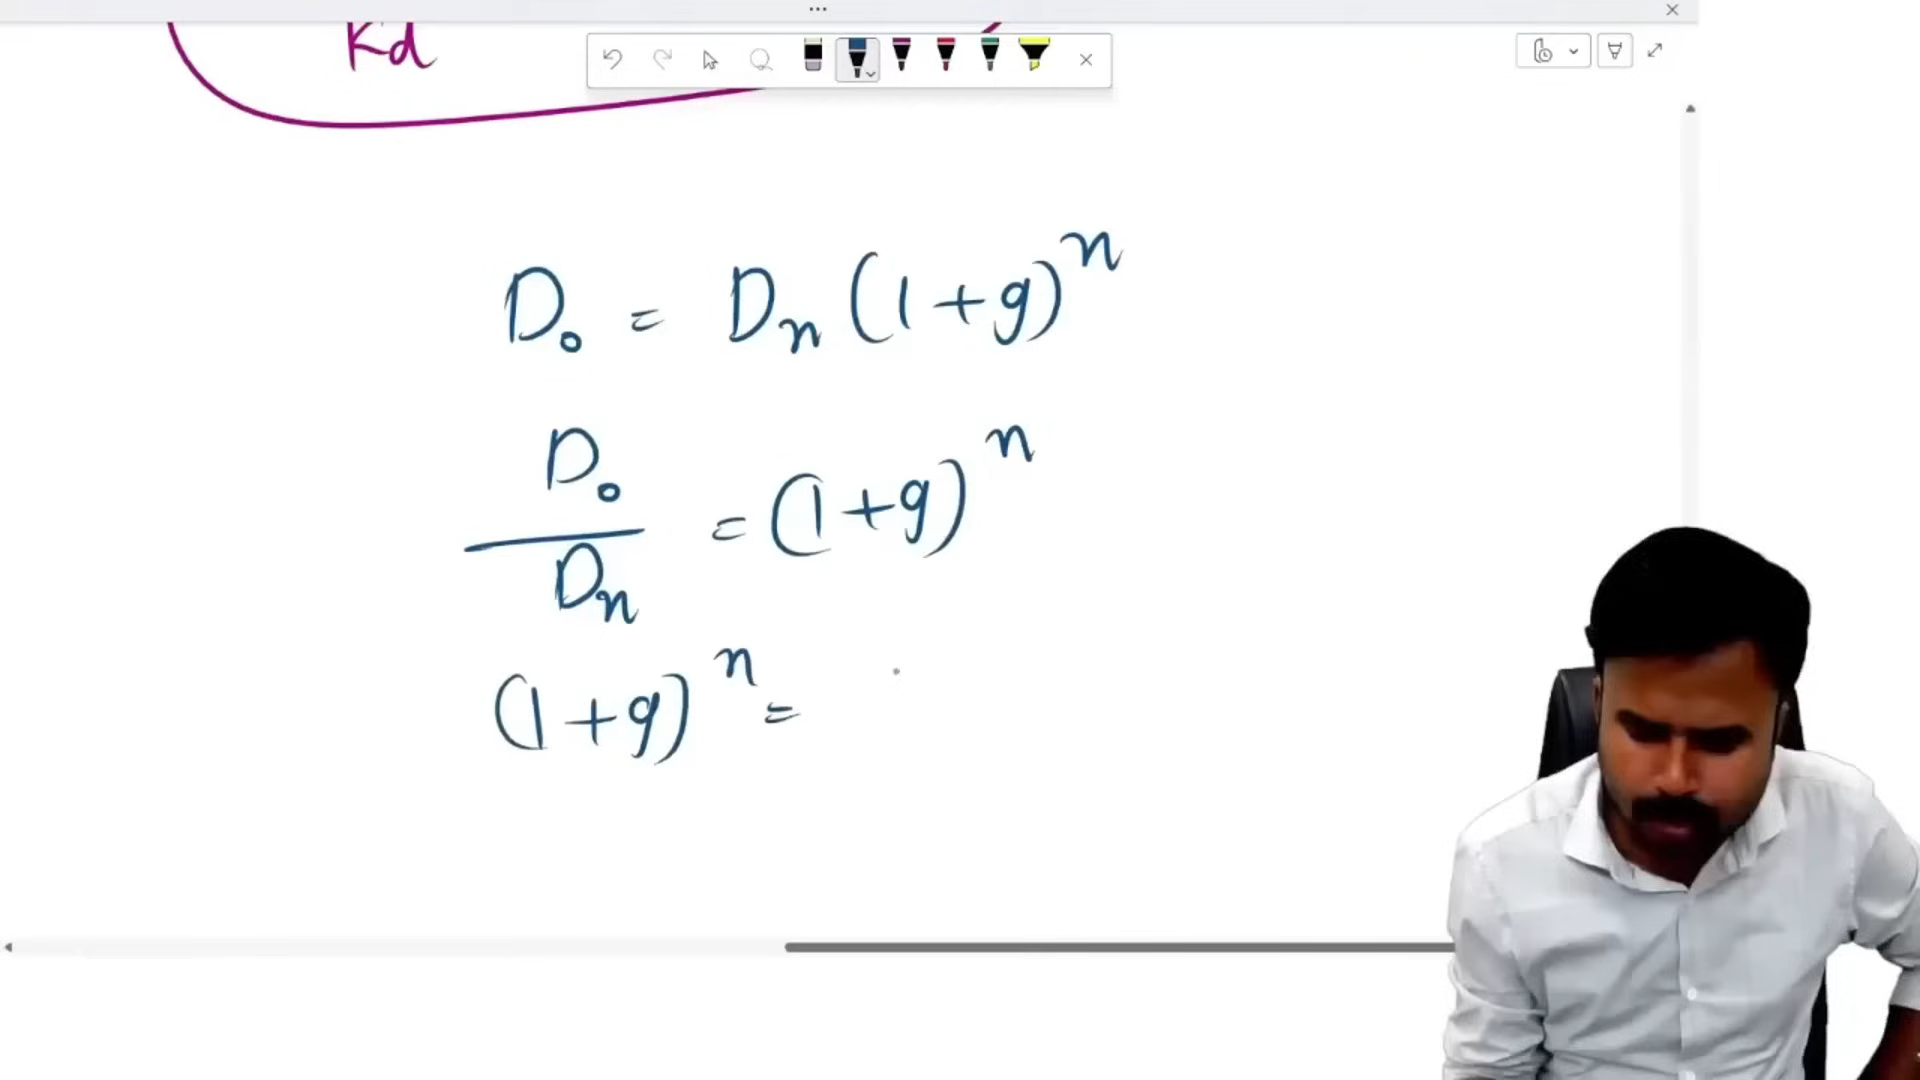 Kd
D₀ = Dₙ (1+g)ⁿ
D₀ / Dₙ = (1+g)ⁿ
(1+g)ⁿ =